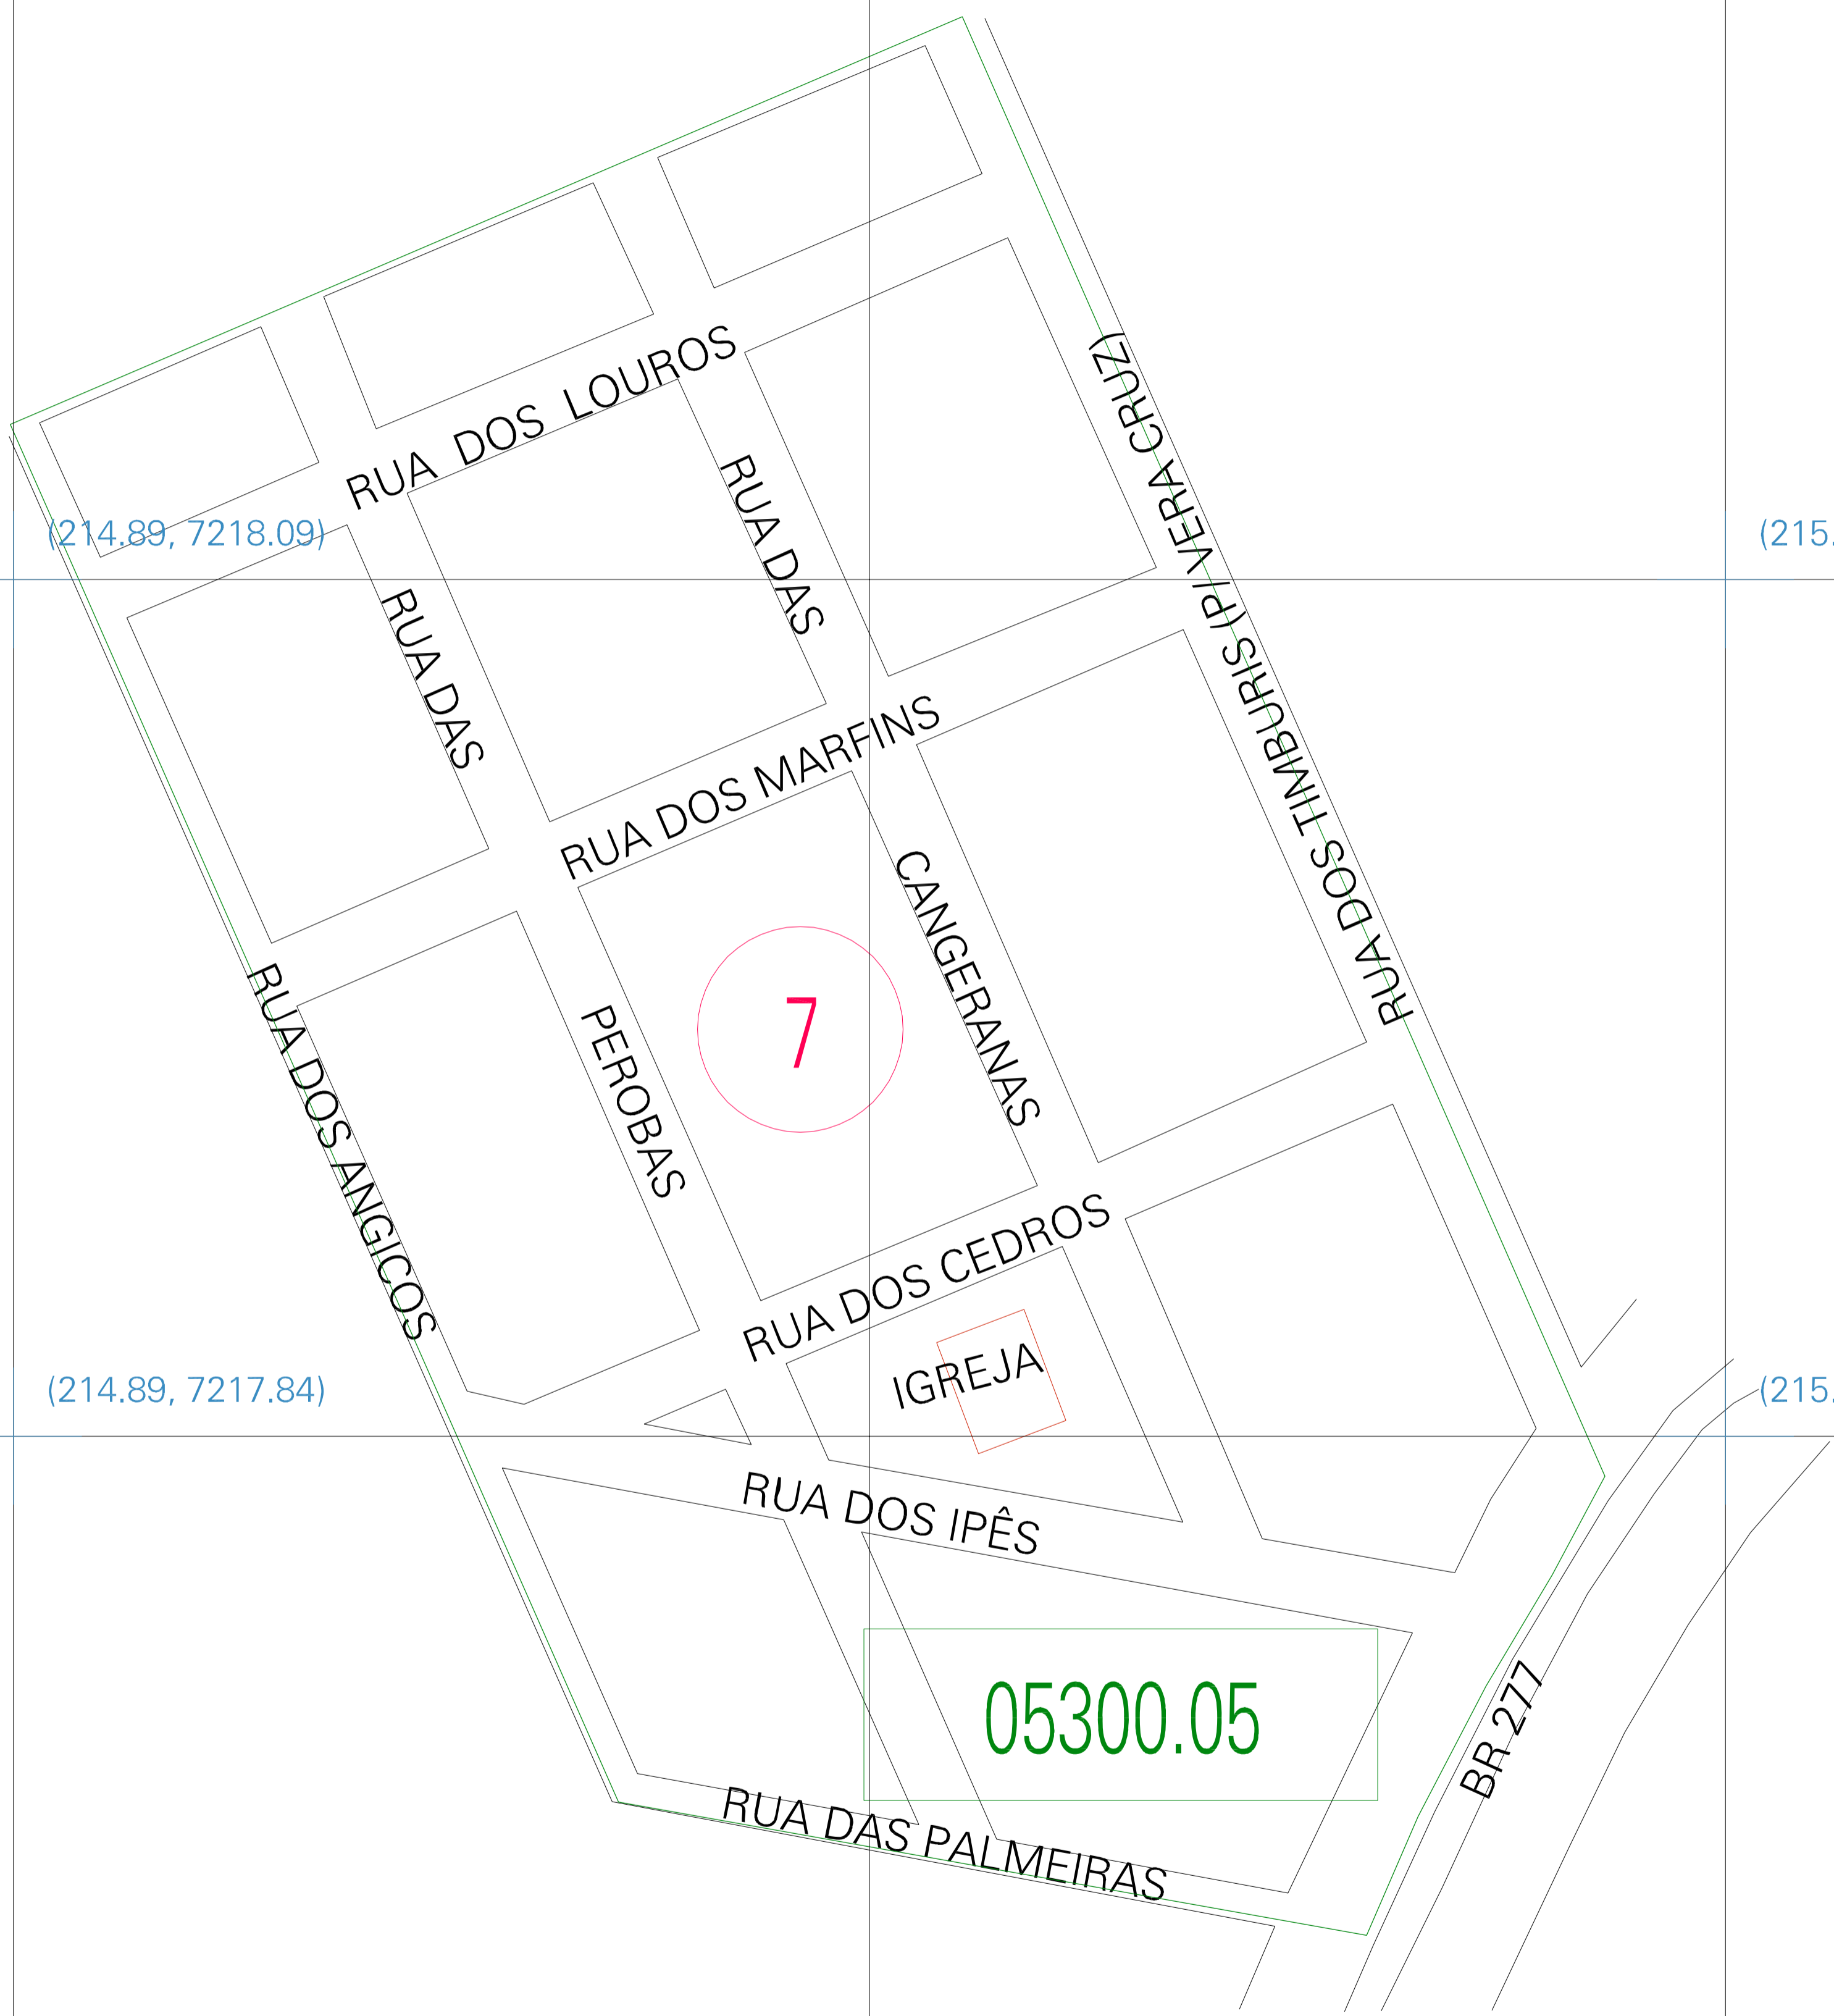 RUA DOS LOUROS
RUA DOS TIMBURIS (P/ VERA CRUZ)
RUA DAS CANGERANAS
(214.89, 7218.09)
(215.
RUA DAS PEROBAS
RUA DOS MARFINS
RUA DOS ANGICOS
7
RUA DOS CEDROS
IGREJA
(214.89, 7217.84)
(215.
RUA DOS IPÊS
05300.05
BR 277
RUA DAS PALMEIRAS